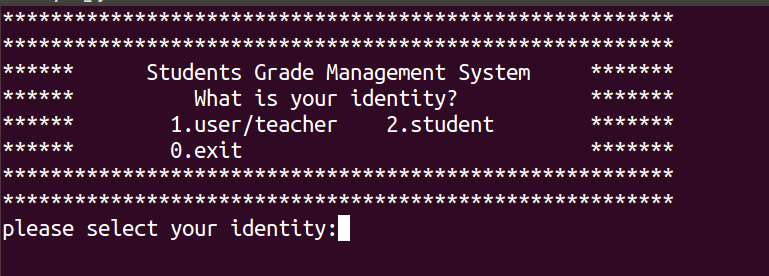 ********************************************************
********************************************************
******      Students Grade Management System     *******
******          What is your identity?           *******
******        1.user/teacher    2.student        *******
******        0.exit                             *******
********************************************************
********************************************************
please select your identity: